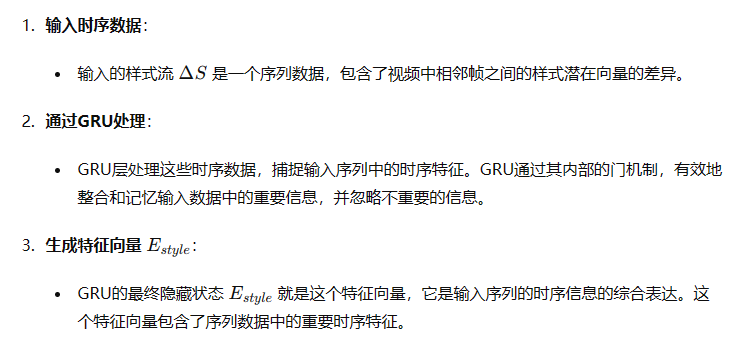 1. 输入时序数据：
• 输入的样式流 ΔS 是一个序列数据，包含了视频中相邻帧之间的样式潜在向量的差异。
2. 通过GRU处理：
• GRU层处理这些时序数据，捕捉输入序列中的时序特征。GRU通过其内部的门机制，有效地
整合和记忆输入数据中的重要信息，并忽略不重要的信息。
3. 生成特征向量 E_{style}：
• GRU的最终隐藏状态 E_{style} 就是这个特征向量，它是输入序列的时序信息的综合表达。这
个特征向量包含了序列数据中的重要时序特征。